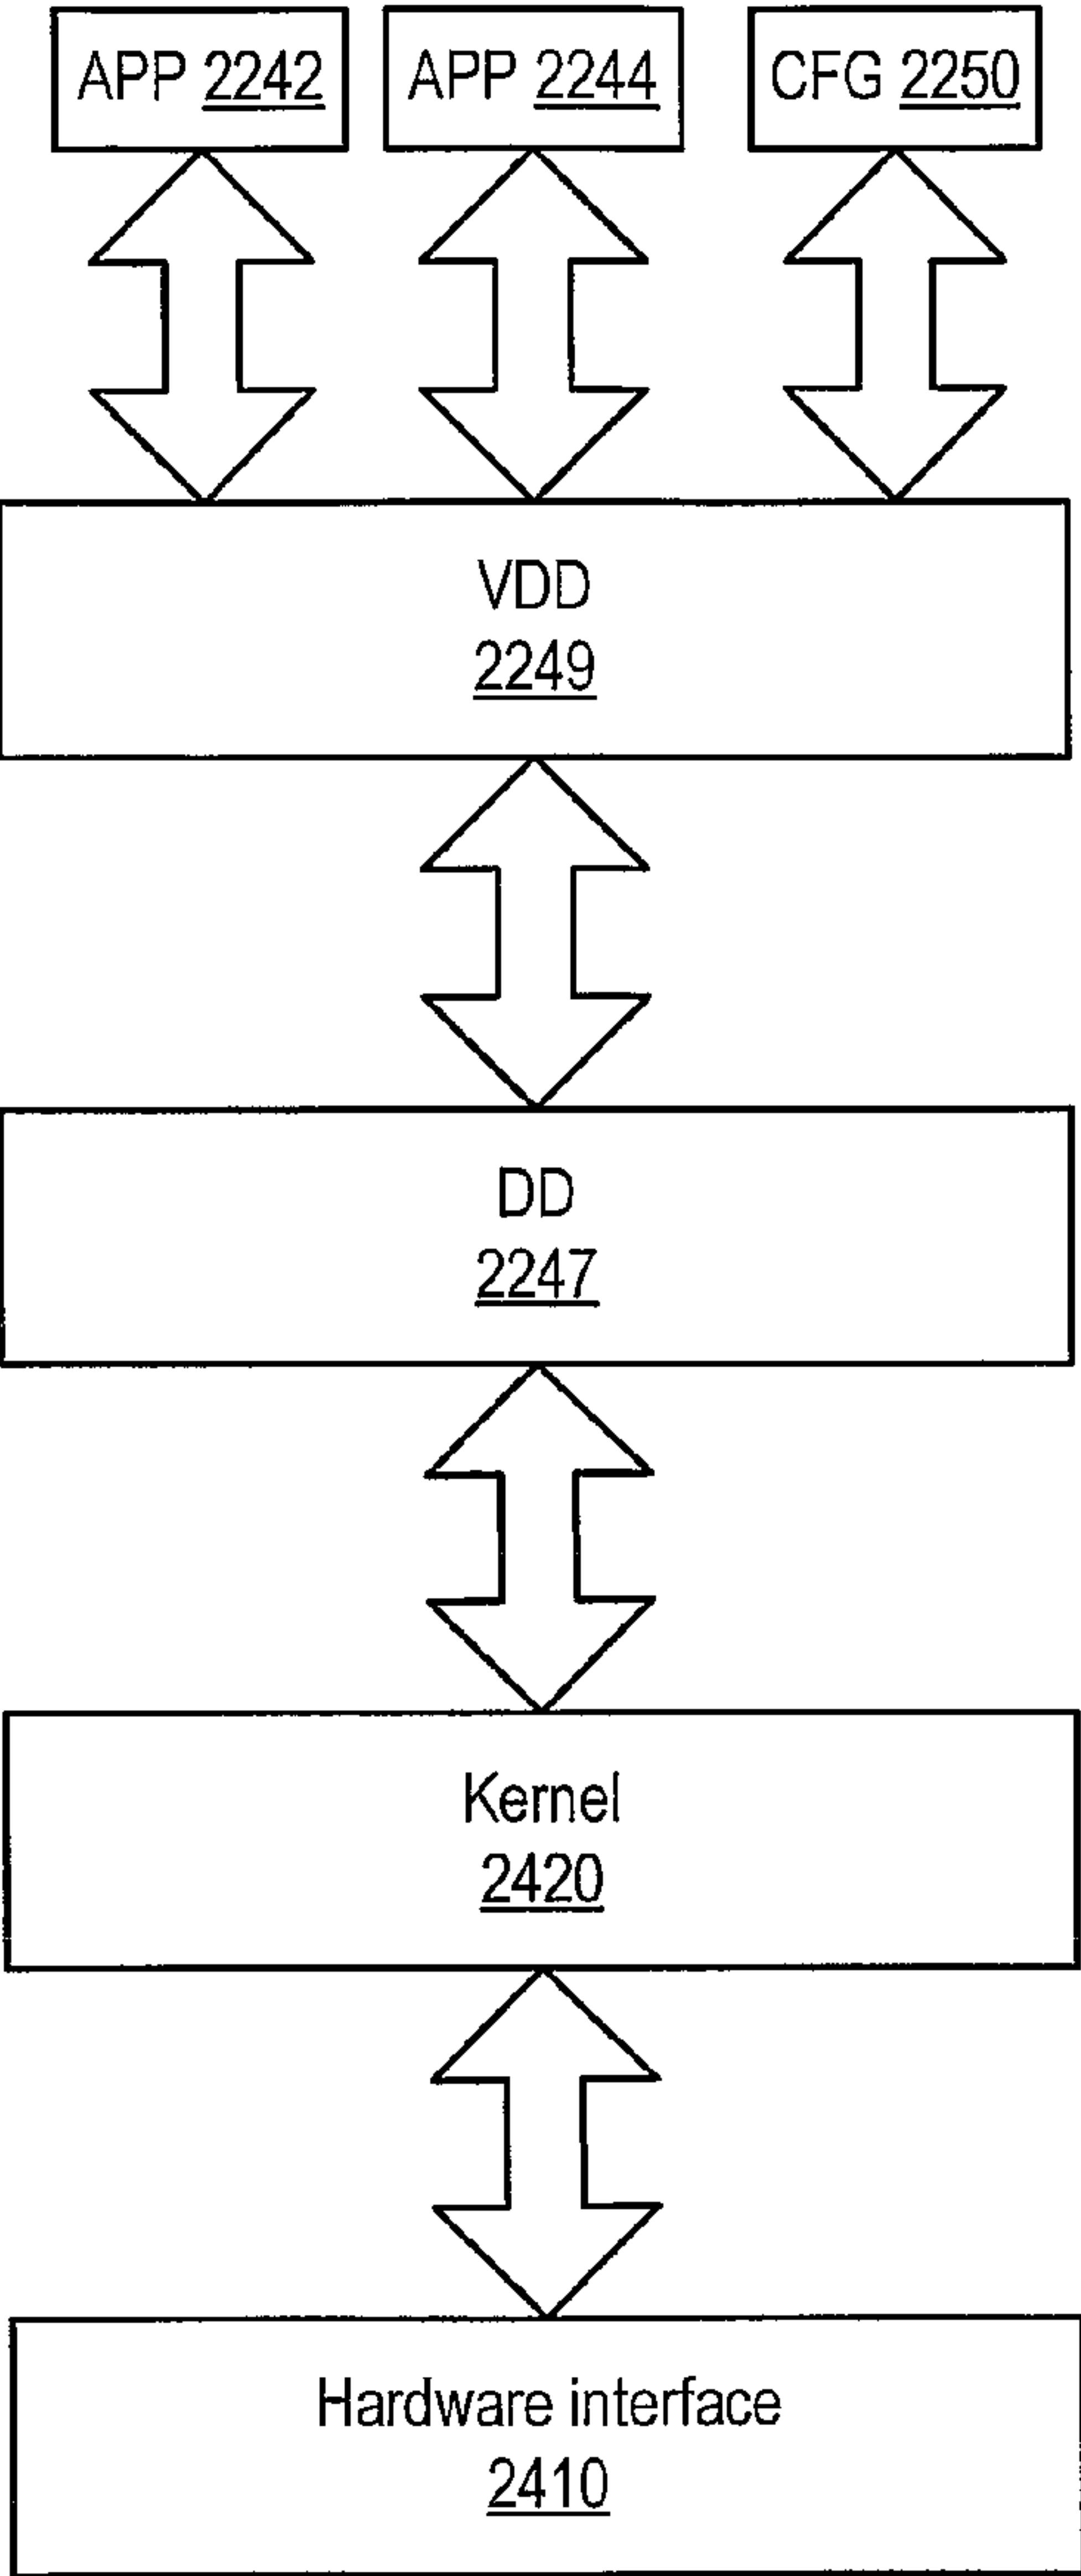 APP 2242
APP 2244
CFG 2250
VDD
2249
DD
2247
Kernel
2420
Hardware interface
2410